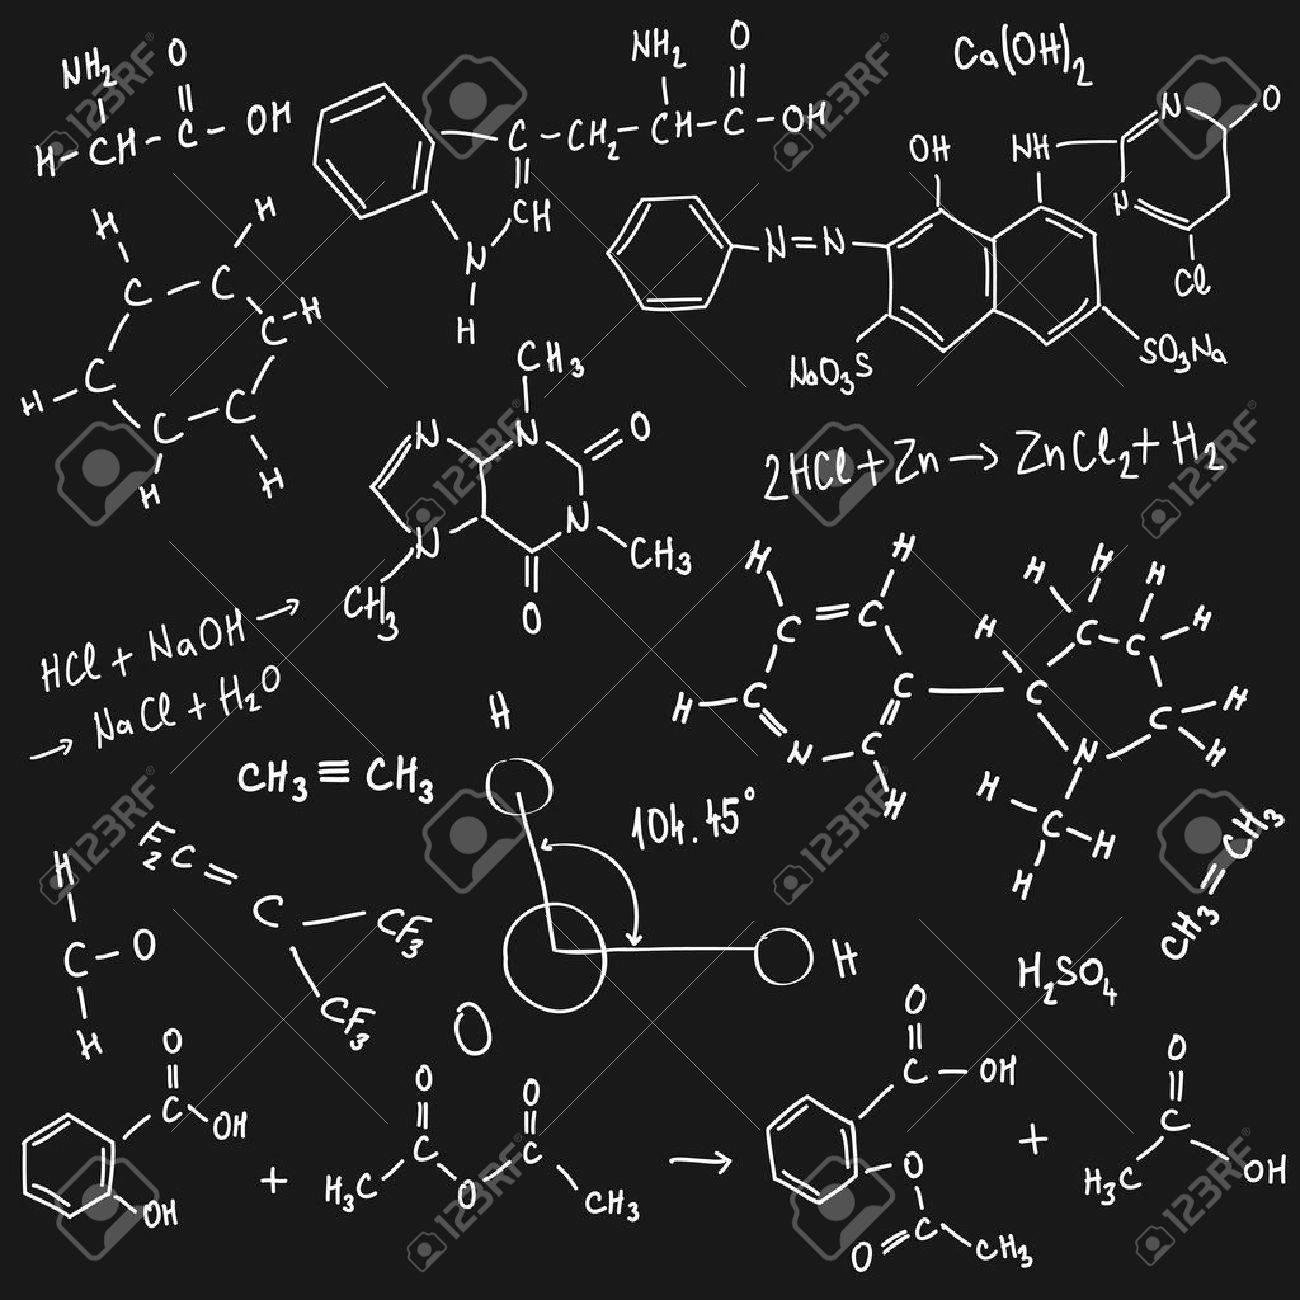 NH₂ O
H-CH-C-OH
NH₂ O
C-CH₂-CH-C-OH
CH
N
H
Ca(OH)₂
OH NH N O
N=N N
Cl
NaO₃S SO₃Na
H H
C-C
C-H
H-C
C-C
H H
CH₃
N N O
N
N CH₃
CH₃ O
2HCl+Zn→ZnCl₂+H₂
HCl+NaOH→
→NaCl+H₂O
H H H H H
C=C H C-C-H
H-C C-C C-H
N-C N H
H H-C-H
H
CH₃≡CH₃
H
104.45°
H
O
CH₃=CH₃
F₂C=C-CF₃
CF₃
H
C-O
H
H₂SO₄
O
C OH
OH
+
O O
H₃C C O C CH₃
→
O
C-OH
O
O=C CH₃
+
O
H₃C C OH
123RF